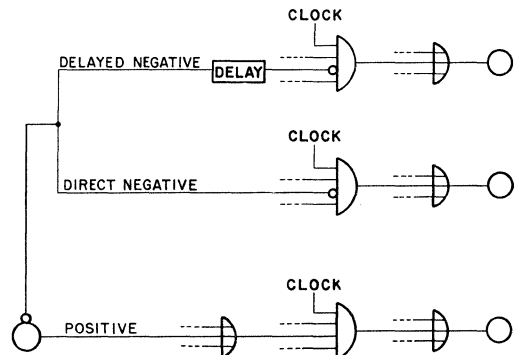 CLOCK
DELAYED NEGATIVE
DELAY
CLOCK
DIRECT NEGATIVE
CLOCK
POSITIVE